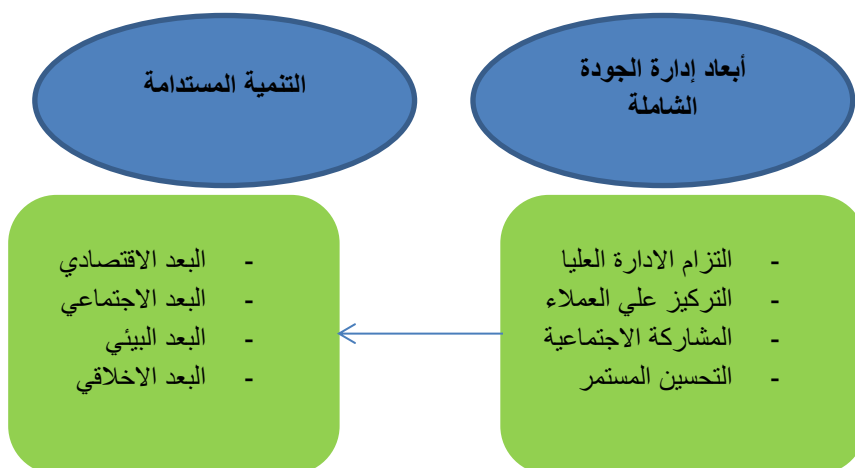 أبعاد إدارة الجودة
الشاملة
- التزام الادارة العليا
- التركيز علي العملاء
- المشاركة الاجتماعية
- التحسين المستمر
التنمية المستدامة
- البعد الاقتصادي
- البعد الاجتماعي
- البعد البيئي
- البعد الاخلاقي